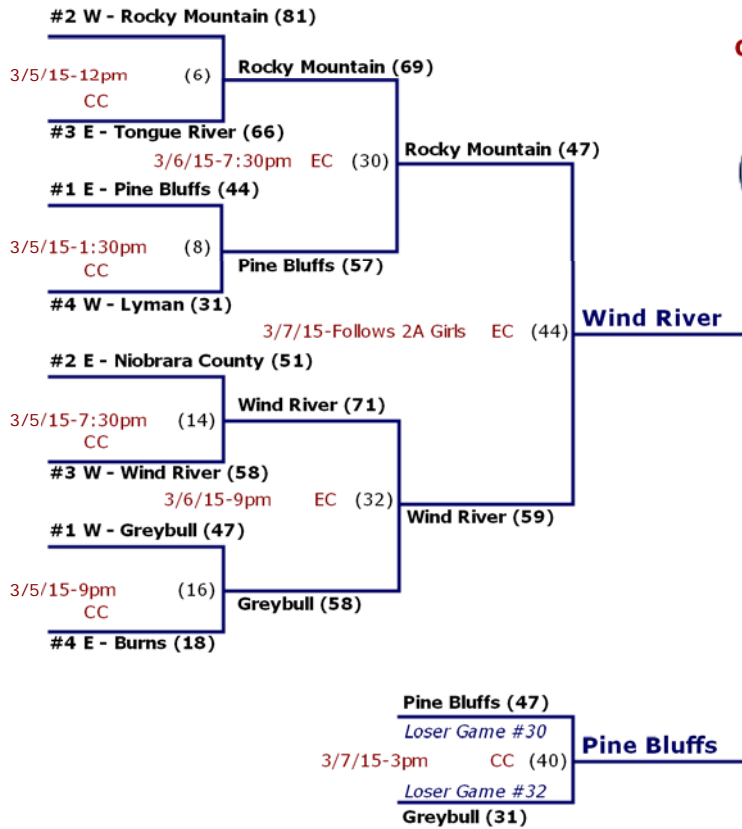 #2 W - Rocky Mountain (81)
3/5/15-12pm (6)
CC
Rocky Mountain (69)
#3 E - Tongue River (66)
3/6/15-7:30pm EC (30)
Rocky Mountain (47)
#1 E - Pine Bluffs (44)
3/5/15-1:30pm (8)
CC
Pine Bluffs (57)
#4 W - Lyman (31)
3/7/15-Follows 2A Girls EC (44)
Wind River
#2 E - Niobrara County (51)
3/5/15-7:30pm (14)
CC
Wind River (71)
#3 W - Wind River (58)
3/6/15-9pm EC (32)
Wind River (59)
#1 W - Greybull (47)
3/5/15-9pm (16)
CC
Greybull (58)
#4 E - Burns (18)
Pine Bluffs (47)
Loser Game #30
3/7/15-3pm CC (40)
Pine Bluffs
Loser Game #32
Greybull (31)